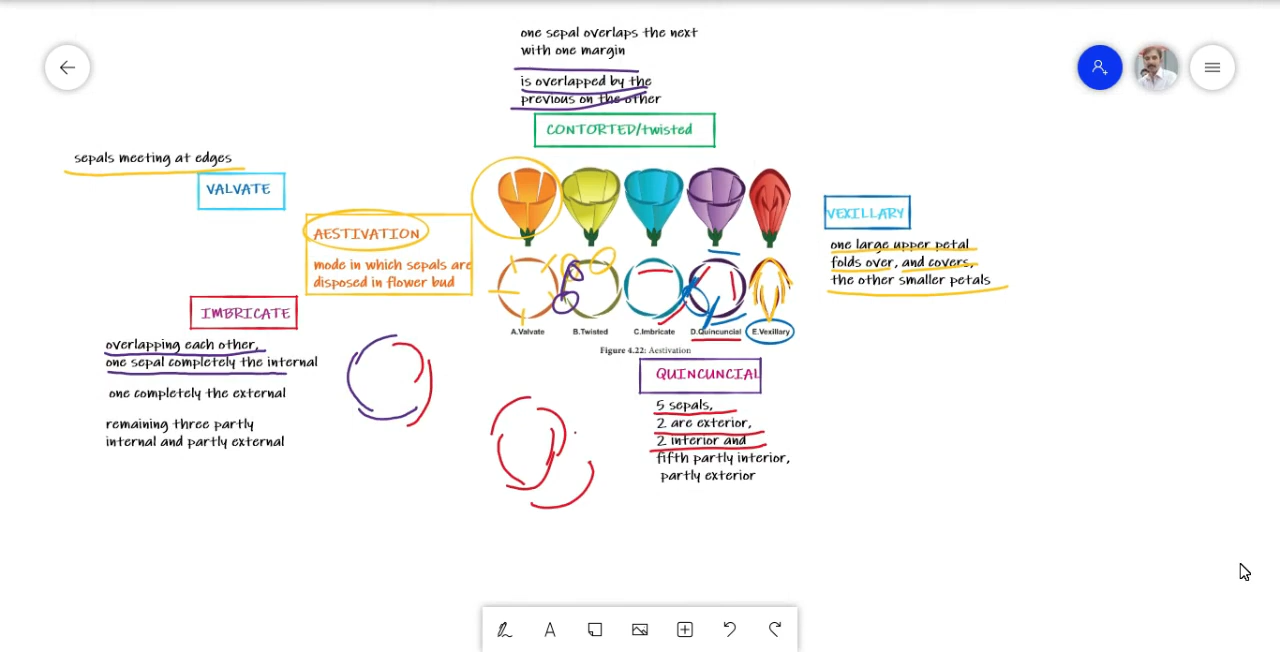 one sepal overlaps the next
with one margin
is overlapped by the
previous on the other
CONTORTED/twisted
sepals meeting at edges
VALVATE
AESTIVATION
mode in which sepals are
disposed in flower bud
VEXILLARY
one large upper petal
folds over, and covers,
the other smaller petals
IMBRICATE
overlapping each other,
one sepal completely the internal
one completely the external
remaining three partly
internal and partly external
A.Valvate
B.Twisted
C.Imbricate
D.Quincuncial
E.Vexillary
Figure 4.22: Aestivation
QUINCUNCIAL
5 sepals,
2 are exterior,
2 interior and
fifth partly interior,
partly exterior